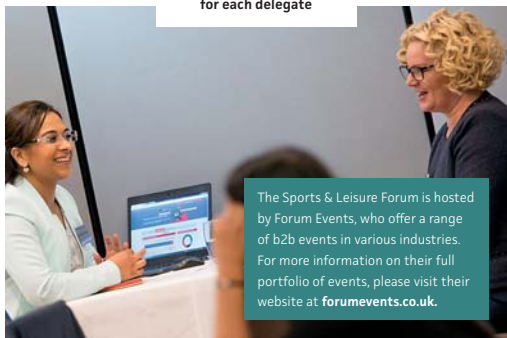 for each delegate
The Sports & Leisure Forum is hosted
by Forum Events, who offer a range
of b2b events in various industries.
For more information on their full
portfolio of events, please visit their
website at forumevents.co.uk.